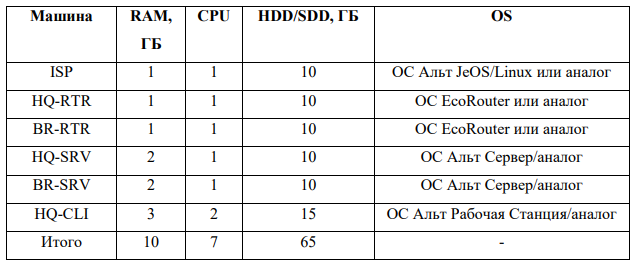 Машина RAM, ГБ CPU HDD/SDD, ГБ OS
ISP 1 1 10 ОС Альт JeOS/Linux или аналог
HQ-RTR 1 1 10 ОС EcoRouter или аналог
BR-RTR 1 1 10 ОС EcoRouter или аналог
HQ-SRV 2 1 10 ОС Альт Сервер/аналог
BR-SRV 2 1 10 ОС Альт Сервер/аналог
HQ-CLI 3 2 15 ОС Альт Рабочая Станция/аналог
Итого 10 7 65 -